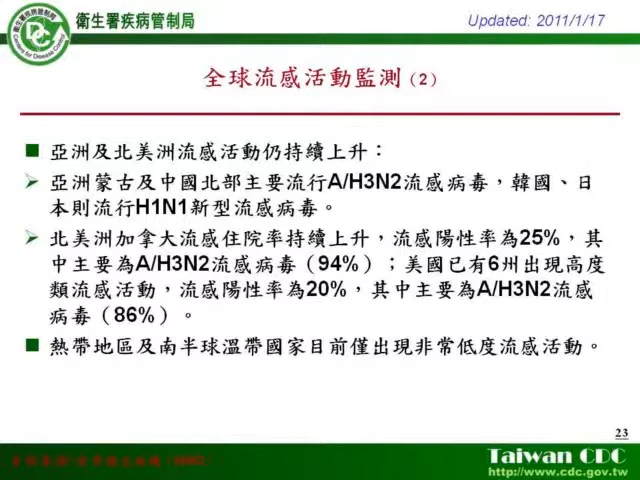 衛生署疾病管制局
Updated: 2011/1/17
全球流感活動監測（2）
■ 亞洲及北美洲流感活動仍持續上升：
➢ 亞洲蒙古及中國北部主要流行A/H3N2流感病毒，韓國、日
本則流行H1N1新型流感病毒。
➢ 北美洲加拿大流感住院率持續上升，流感陽性率為25%，其
中主要為A/H3N2流感病毒（94%）；美國已有6州出現高度
類流感活動，流感陽性率為20%，其中主要為A/H3N2流感
病毒（86%）。
■ 熱帶地區及南半球溫帶國家目前僅出現非常低度流感活動。
23
Taiwan CDC
http://www.cdc.gov.tw